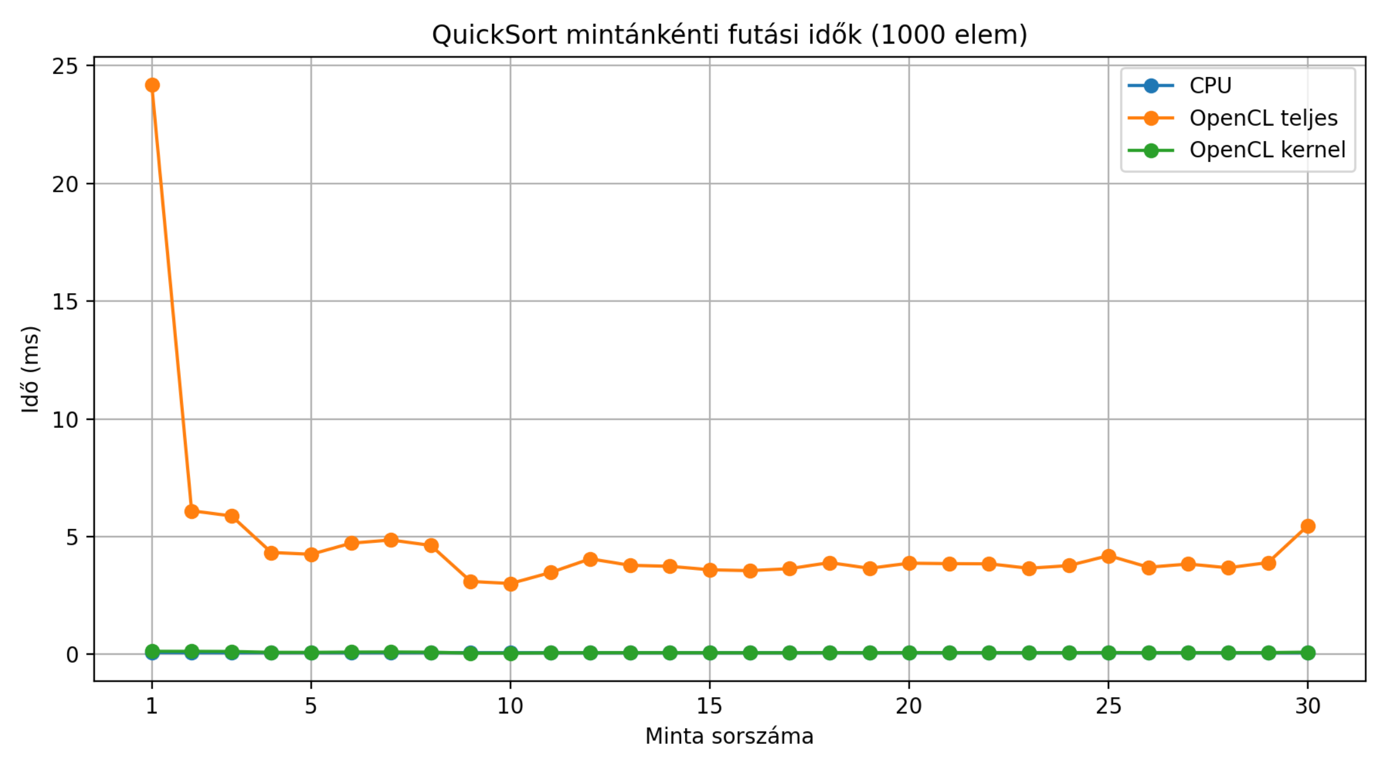 QuickSort mintánkénti futási idők (1000 elem)
25
20
15
10
5
0
Idő (ms)
CPU
OpenCL teljes
OpenCL kernel
1 5 10 15 20 25 30
Minta sorszáma